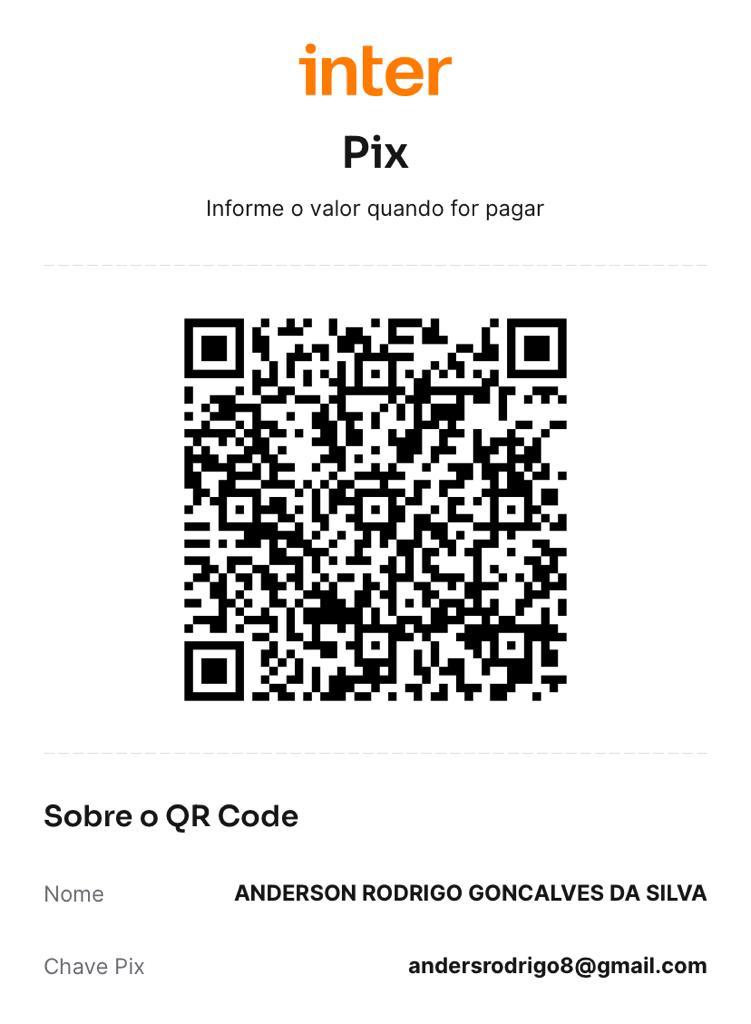 inter
Pix
Informe o valor quando for pagar
Sobre o QR Code
Nome ANDERSON RODRIGO GONCALVES DA SILVA
Chave Pix andersrodrigo8@gmail.com